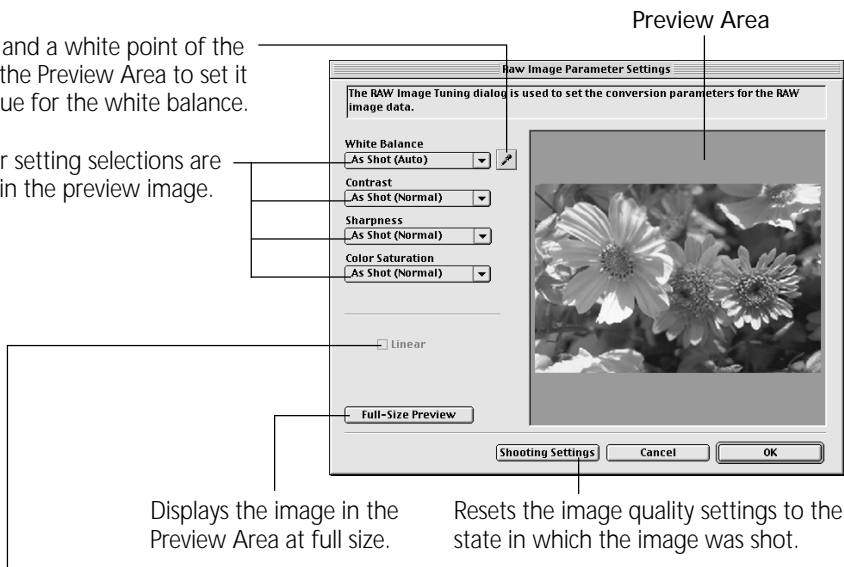 Preview Area
and a white point of the
the Preview Area to set it
ue for the white balance.
r setting selections are
in the preview image.
Raw Image Parameter Settings
The RAW Image Tuning dialog is used to set the conversion parameters for the RAW
image data.
White Balance
As Shot (Auto)
Contrast
As Shot (Normal)
Sharpness
As Shot (Normal)
Color Saturation
As Shot (Normal)
Linear
Full-Size Preview
Shooting Settings Cancel OK
Displays the image in the
Preview Area at full size.
Resets the image quality settings to the
state in which the image was shot.